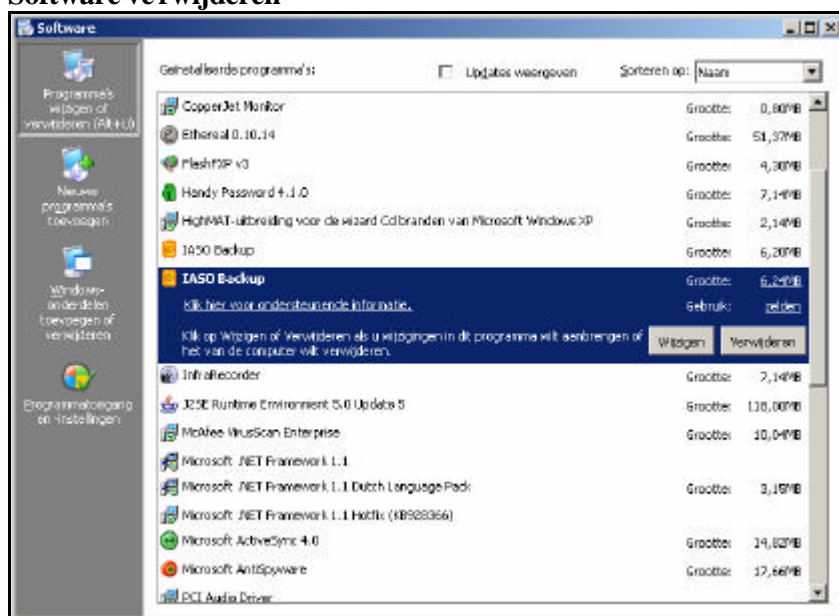 Software verwijderen
Software
Programma's wijzigen of verwijderen (Alt+U)
Nieuwe programma's toevoegen
Windows-onderdelen toevoegen of verwijderen
Programmatoegang en -instellingen
Geïnstalleerde programma's:
Updates weergeven
Sorteren op: Naam
CopperJet Monitor Grootte: 0,80MB
Ethereal 0.10.14 Grootte: 51,37MB
FlashFXP v3 Grootte: 4,30MB
Handy Password 4.1.0 Grootte: 7,14MB
HighMAT-uitbreiding voor de wizard Cd branden van Microsoft Windows XP Grootte: 2,14MB
IASO Backup Grootte: 6,20MB
IASO Backup Grootte: 6,24MB
Klik hier voor ondersteunende informatie. Gebruik: zelden
Klik op Wijzigen of Verwijderen als u wijzigingen in dit programma wilt aanbrengen of
het van de computer wilt verwijderen.
Wijzigen Verwijderen
InfraRecorder Grootte: 7,14MB
J2SE Runtime Environment 5.0 Update 5 Grootte: 118,00MB
McAfee VirusScan Enterprise Grootte: 10,04MB
Microsoft .NET Framework 1.1
Microsoft .NET Framework 1.1 Dutch Language Pack Grootte: 3,15MB
Microsoft .NET Framework 1.1 Hotfix (KB928366)
Microsoft ActiveSync 4.0 Grootte: 14,82MB
Microsoft AntiSpyware Grootte: 17,66MB
PCI Audio Driver